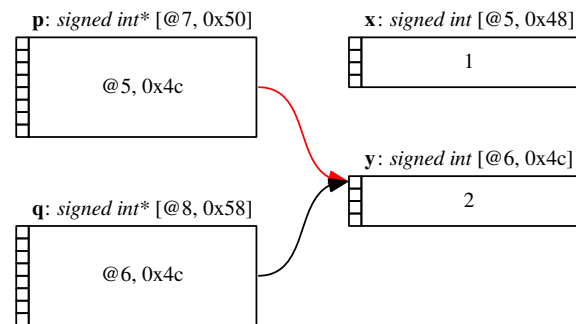 p: signed int* [@7, 0x50]
@5, 0x4c
x: signed int [@5, 0x48]
1
y: signed int [@6, 0x4c]
2
q: signed int* [@8, 0x58]
@6, 0x4c